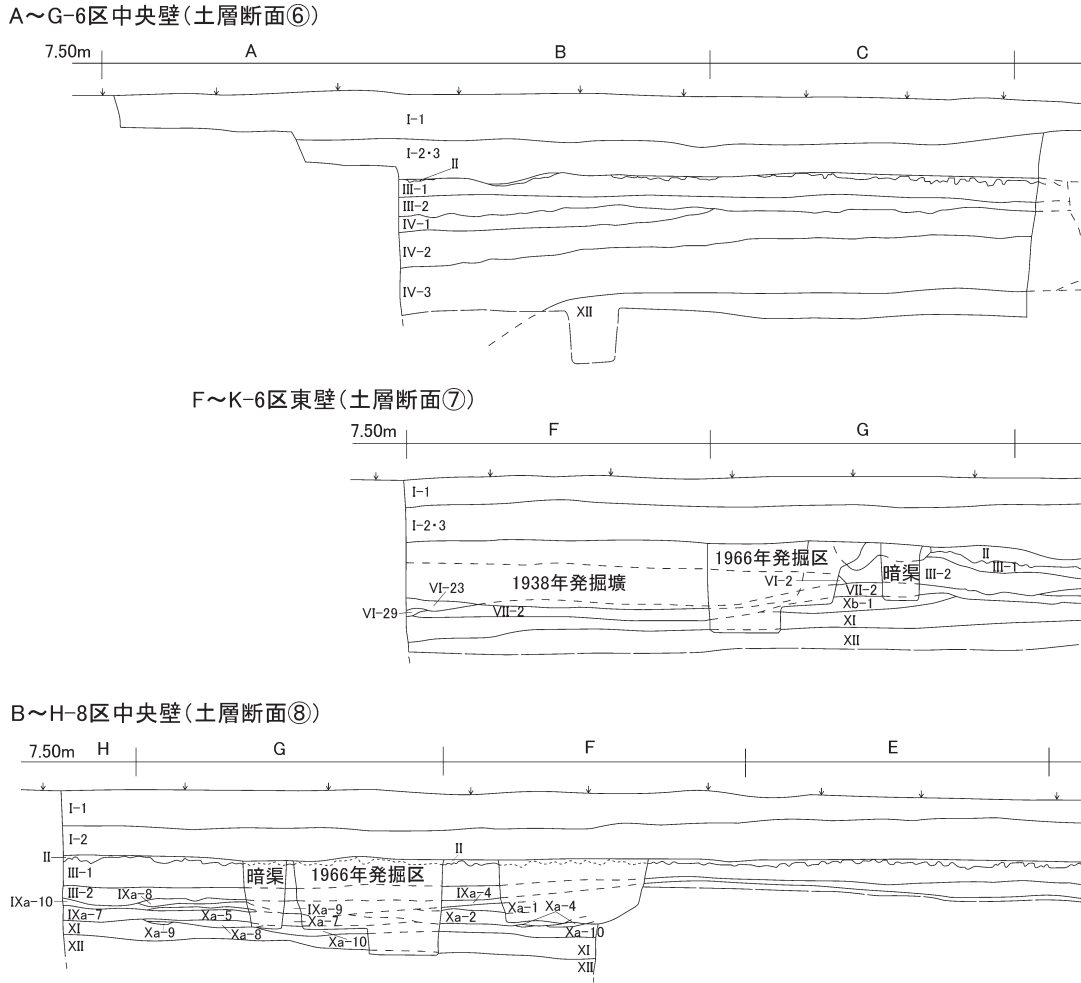 A～G-6区中央壁(土層断面⑥)
7.50m A B C
I-1
I-2・3
II
III-1
III-2
IV-1
IV-2
IV-3
XII
F～K-6区東壁(土層断面⑦)
7.50m F G
I-1
I-2・3
1966年発掘区
II
III-1
1938年発掘壙
VI-2
暗渠
III-2
VI-23
VII-2
VI-29
VII-2
Xb-1
XI
XII
B～H-8区中央壁(土層断面⑧)
7.50m H G F E
I-1
I-2
II
II
III-1
暗渠
1966年発掘区
III-2
IXa-8
IXa-4
IXa-10
IXa-9
Xa-1
Xa-4
IXa-7
Xa-5
Xa-7
Xa-2
XI
Xa-9
Xa-8
Xa-10
Xa-10
XII
XI
XII